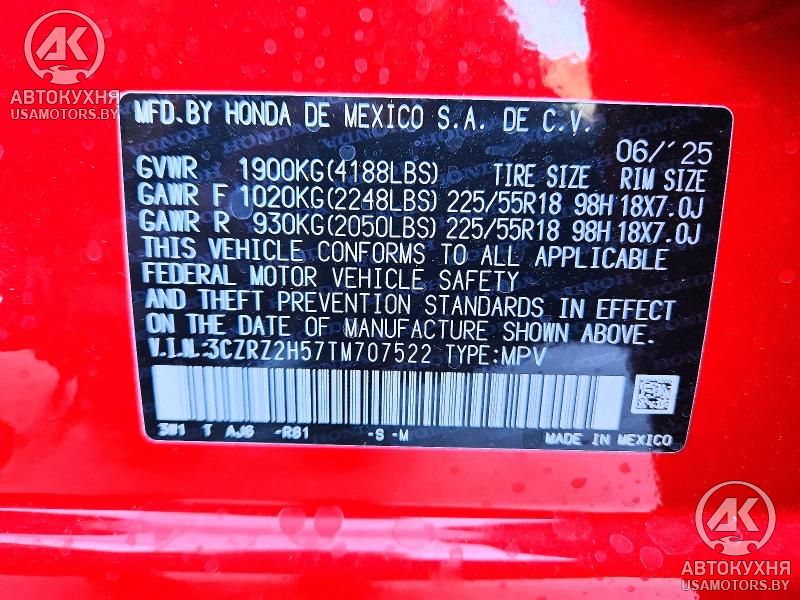 АК
АВТОКУХНЯ
USAMOTORS.BY
MFD.BY HONDA DE MEXICO S.A. DE C.V.
06/'25
GVWR 1900KG(4188LBS) TIRE SIZE RIM SIZE
GAWR F 1020KG(2248LBS) 225/55R18 98H 18X7.0J
GAWR R 930KG(2050LBS) 225/55R18 98H 18X7.0J
THIS VEHICLE CONFORMS TO ALL APPLICABLE
FEDERAL MOTOR VEHICLE SAFETY
AND THEFT PREVENTION STANDARDS IN EFFECT
ON THE DATE OF MANUFACTURE SHOWN ABOVE.
V.I.N.:3CZRZ2H57TM707522 TYPE:MPV
3W1 T AJ6 -R81 -S -M
MADE IN MEXICO
АК
АВТОКУХНЯ
USAMOTORS.BY